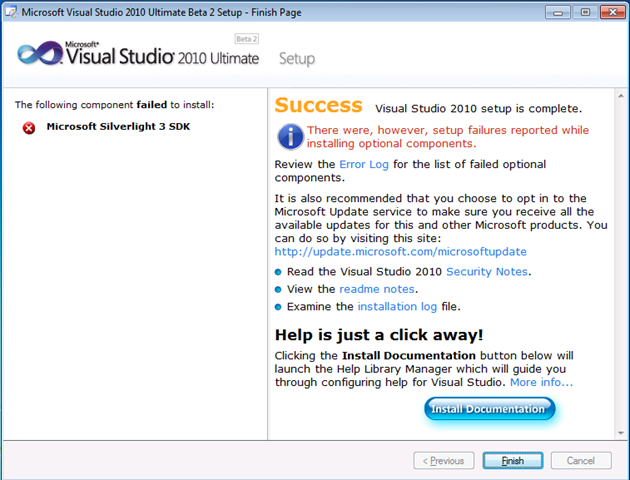 Microsoft Visual Studio 2010 Ultimate Beta 2 Setup - Finish Page
Beta 2
Microsoft®
Visual Studio® 2010 Ultimate Setup
The following component failed to install:
Microsoft Silverlight 3 SDK
Success Visual Studio 2010 setup is complete.
There were, however, setup failures reported while
installing optional components.
Review the Error Log for the list of failed optional
components.
It is also recommended that you choose to opt in to the
Microsoft Update service to make sure you receive all the
available updates for this and other Microsoft products. You
can do so by visiting this site:
http://update.microsoft.com/microsoftupdate
Read the Visual Studio 2010 Security Notes.
View the readme notes.
Examine the installation log file.
Help is just a click away!
Clicking the Install Documentation button below will
launch the Help Library Manager which will guide you
through configuring help for Visual Studio. More info...
Install Documentation
< Previous Finish Cancel